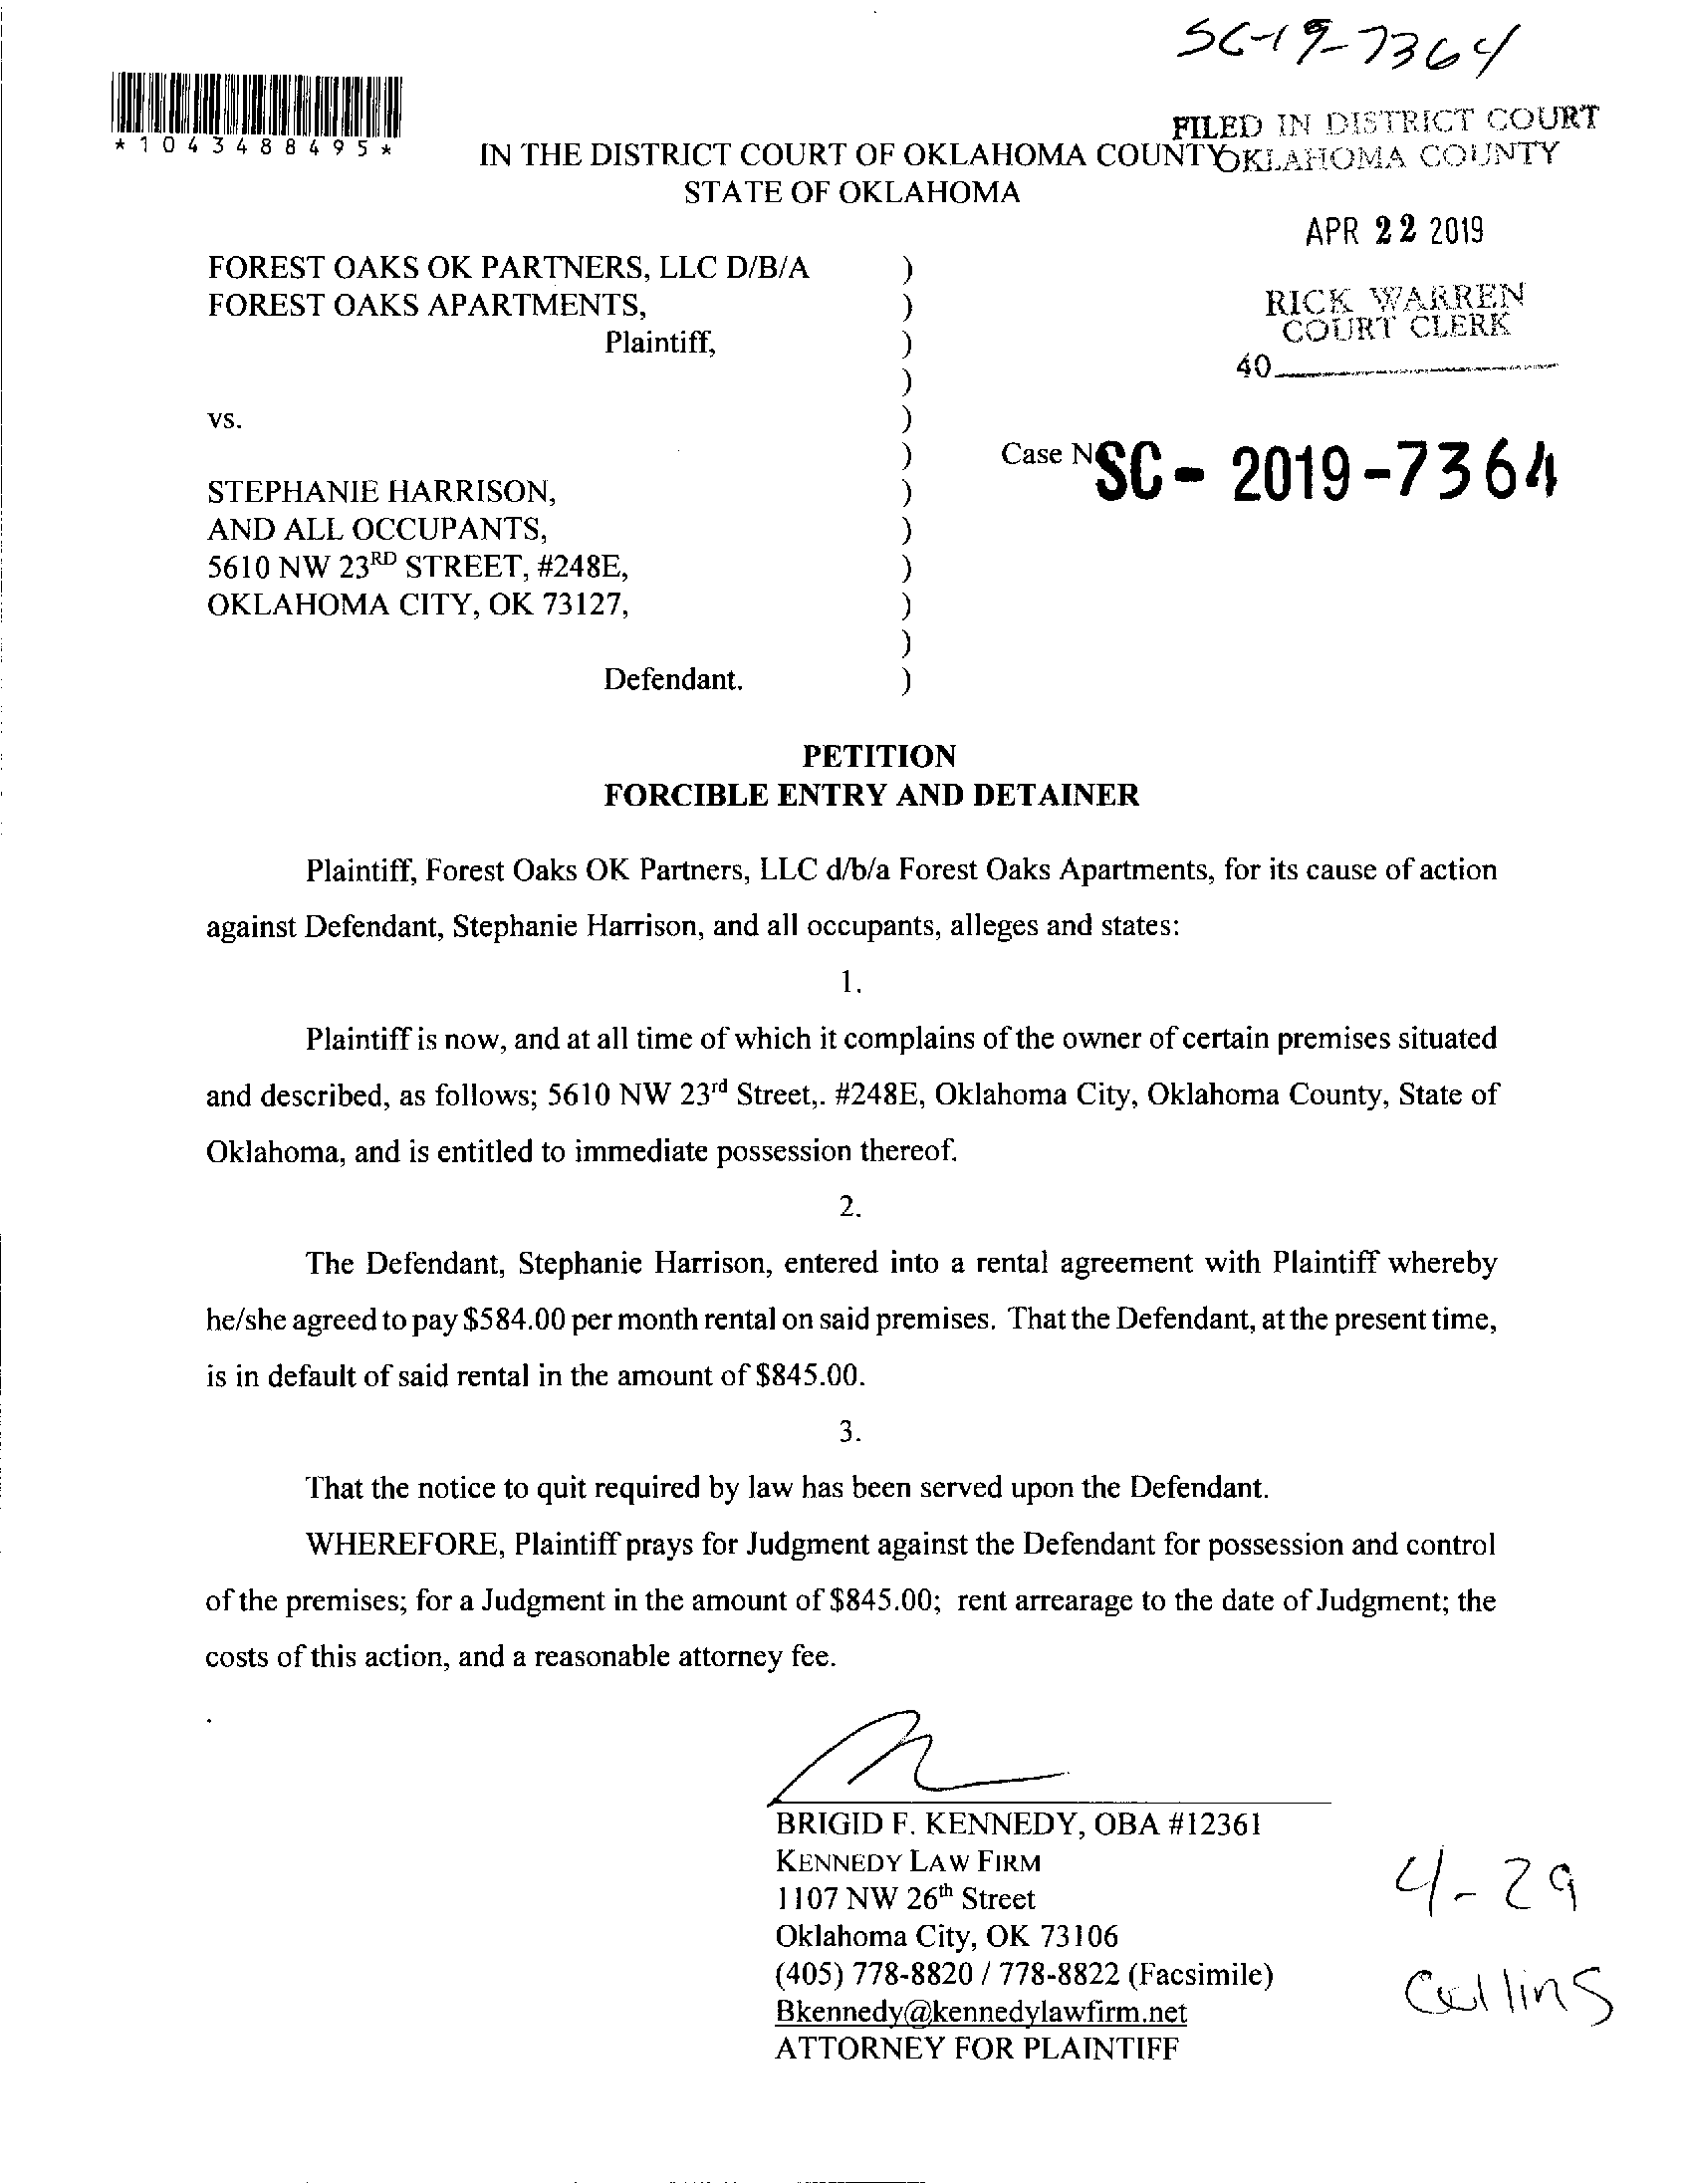 SC-19-7364
*1043488495*
FILED IN DISTRICT COURT
OKLAHOMA COUNTY
IN THE DISTRICT COURT OF OKLAHOMA COUNTY
STATE OF OKLAHOMA
APR 22 2019
RICK WARREN
COURT CLERK
40
FOREST OAKS OK PARTNERS, LLC D/B/A )
FOREST OAKS APARTMENTS, )
Plaintiff, )
)
vs. )
) Case N SC - 2019 - 7364
STEPHANIE HARRISON, )
AND ALL OCCUPANTS, )
5610 NW 23RD STREET, #248E, )
OKLAHOMA CITY, OK 73127, )
)
Defendant. )
PETITION
FORCIBLE ENTRY AND DETAINER
Plaintiff, Forest Oaks OK Partners, LLC d/b/a Forest Oaks Apartments, for its cause of action
against Defendant, Stephanie Harrison, and all occupants, alleges and states:
1.
Plaintiff is now, and at all time of which it complains of the owner of certain premises situated
and described, as follows; 5610 NW 23rd Street,. #248E, Oklahoma City, Oklahoma County, State of
Oklahoma, and is entitled to immediate possession thereof.
2.
The Defendant, Stephanie Harrison, entered into a rental agreement with Plaintiff whereby
he/she agreed to pay $584.00 per month rental on said premises. That the Defendant, at the present time,
is in default of said rental in the amount of $845.00.
3.
That the notice to quit required by law has been served upon the Defendant.
WHEREFORE, Plaintiff prays for Judgment against the Defendant for possession and control
of the premises; for a Judgment in the amount of $845.00; rent arrearage to the date of Judgment; the
costs of this action, and a reasonable attorney fee.
BRIGID F. KENNEDY, OBA #12361
KENNEDY LAW FIRM
1107 NW 26th Street
Oklahoma City, OK 73106
(405) 778-8820 / 778-8822 (Facsimile)
Bkennedy@kennedylawfirm.net
ATTORNEY FOR PLAINTIFF
4-29
Collins